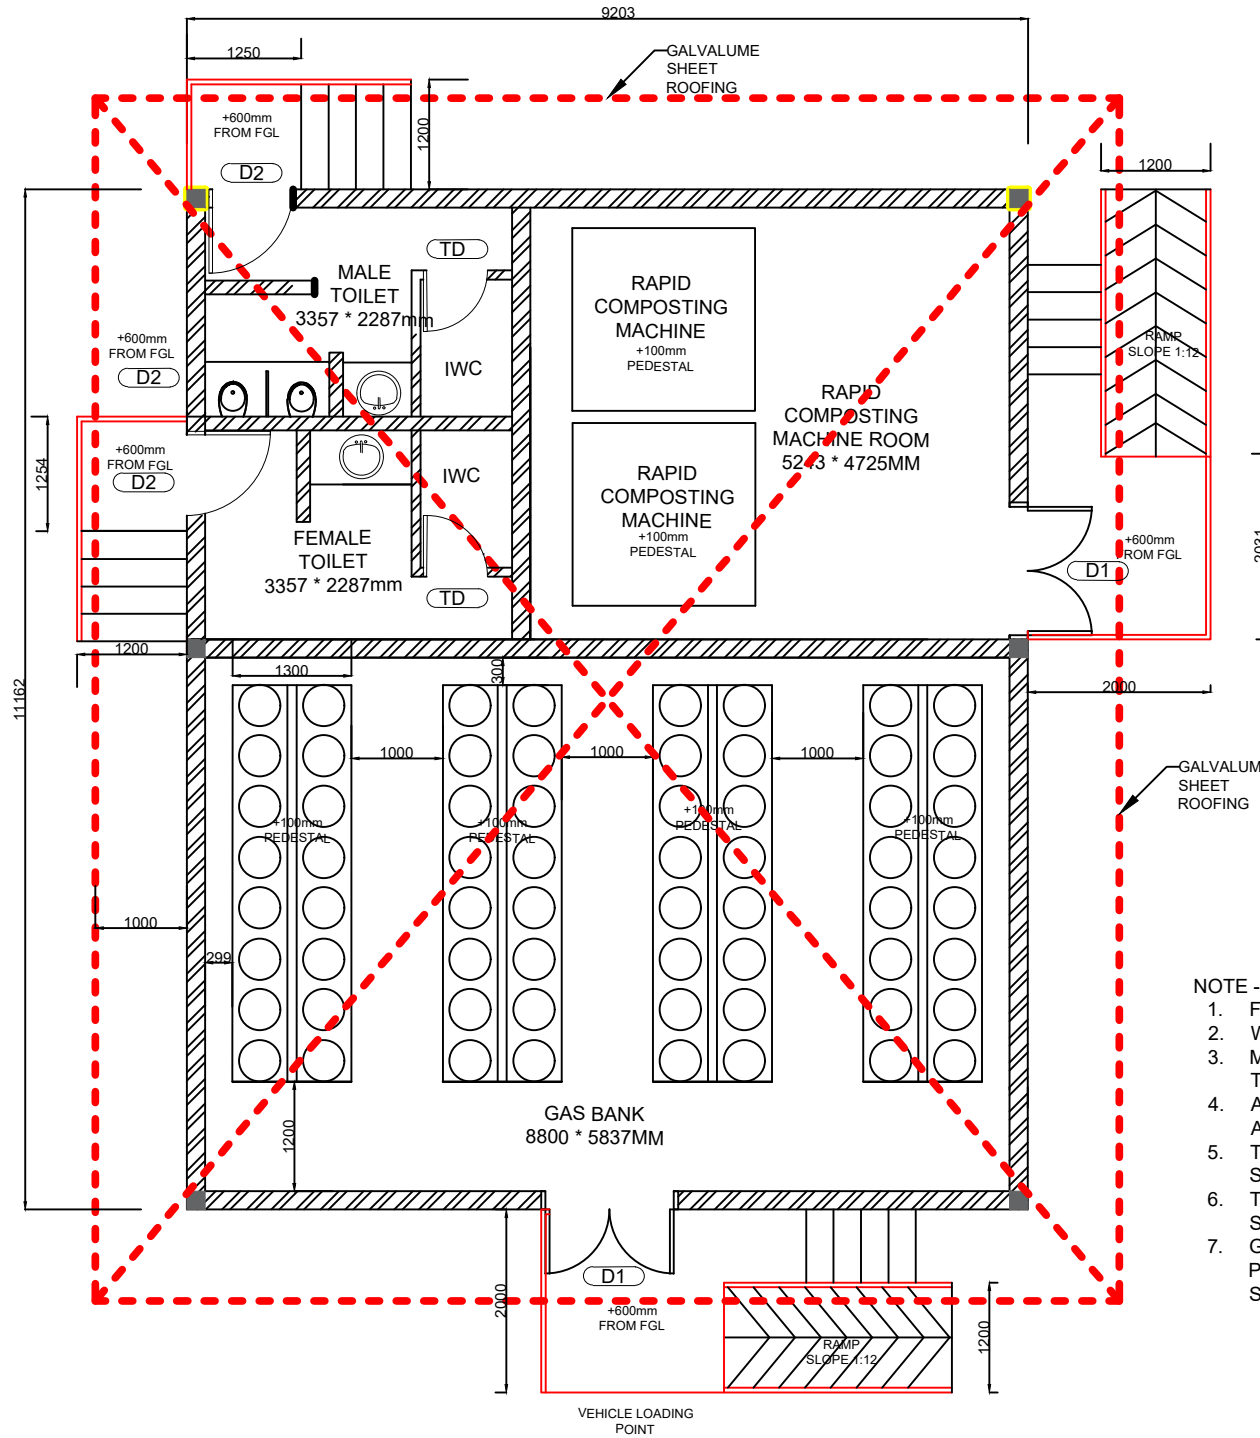 9203
1250
GALVALUME
SHEET
ROOFING
+600mm
FROM FGL
1200
D2
1200
TD
MALE
TOILET
3357 * 2287mm
RAPID
COMPOSTING
MACHINE
+100mm
PEDESTAL
+600mm
FROM FGL
D2
IWC
RAMP
SLOPE 1:12
RAPID
COMPOSTING
MACHINE ROOM
5243 * 4725MM
1254
+600mm
FROM FGL
D2
IWC
RAPID
COMPOSTING
MACHINE
+100mm
PEDESTAL
FEMALE
TOILET
3357 * 2287mm
+600mm
ROM FGL
D1
2031
TD
1200
1300
300
2000
11162
1000
1000
1000
GALVALUM
SHEET
ROOFING
+100mm
PEDESTAL
+100mm
PEDESTAL
+100mm
PEDESTAL
+100mm
PEDESTAL
1000
299
NOTE -
1. F
2. W
3. M
T
4. A
A
5. T
S
6. T
S
7. G
P
S
GAS BANK
8800 * 5837MM
1200
D1
2000
+600mm
FROM FGL
RAMP
SLOPE 1:12
1200
VEHICLE LOADING
POINT